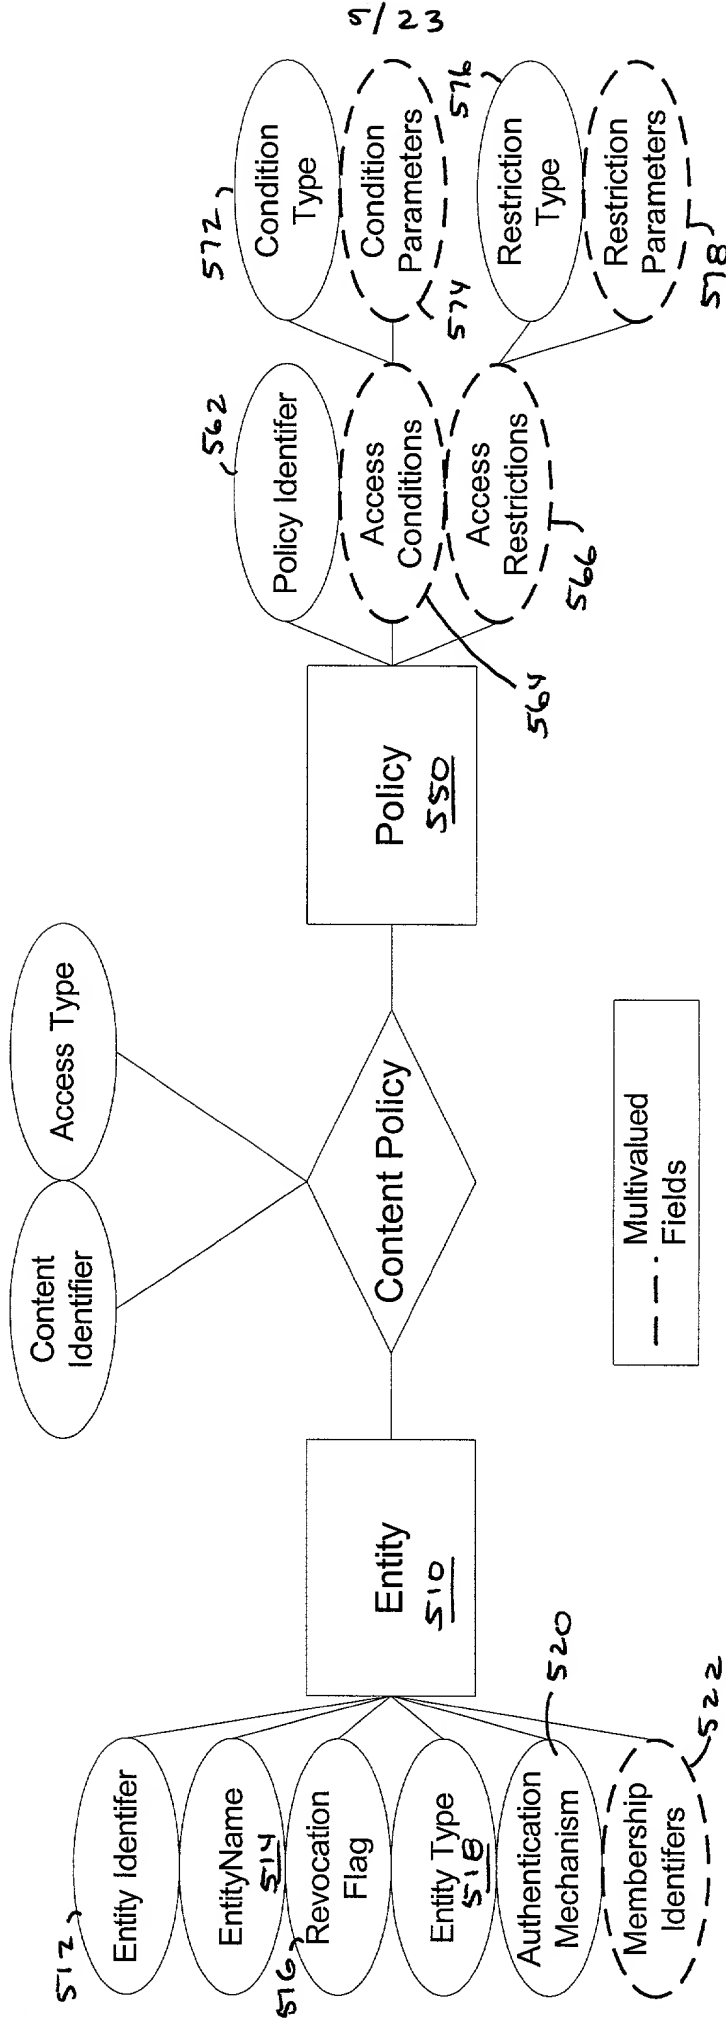 5/23
512
Entity Identifer
EntityName
514
516
Revocation
Flag
Entity Type
518
Authentication
Mechanism
520
Membership
Identifers
522
Entity
510
Content
Identifier
Access Type
Content Policy
Policy
550
562
Policy Identifer
Access
Conditions
564
Access
Restrictions
566
572
Condition
Type
Condition
Parameters
574
576
Restriction
Type
Restriction
Parameters
578
Multivalued
Fields